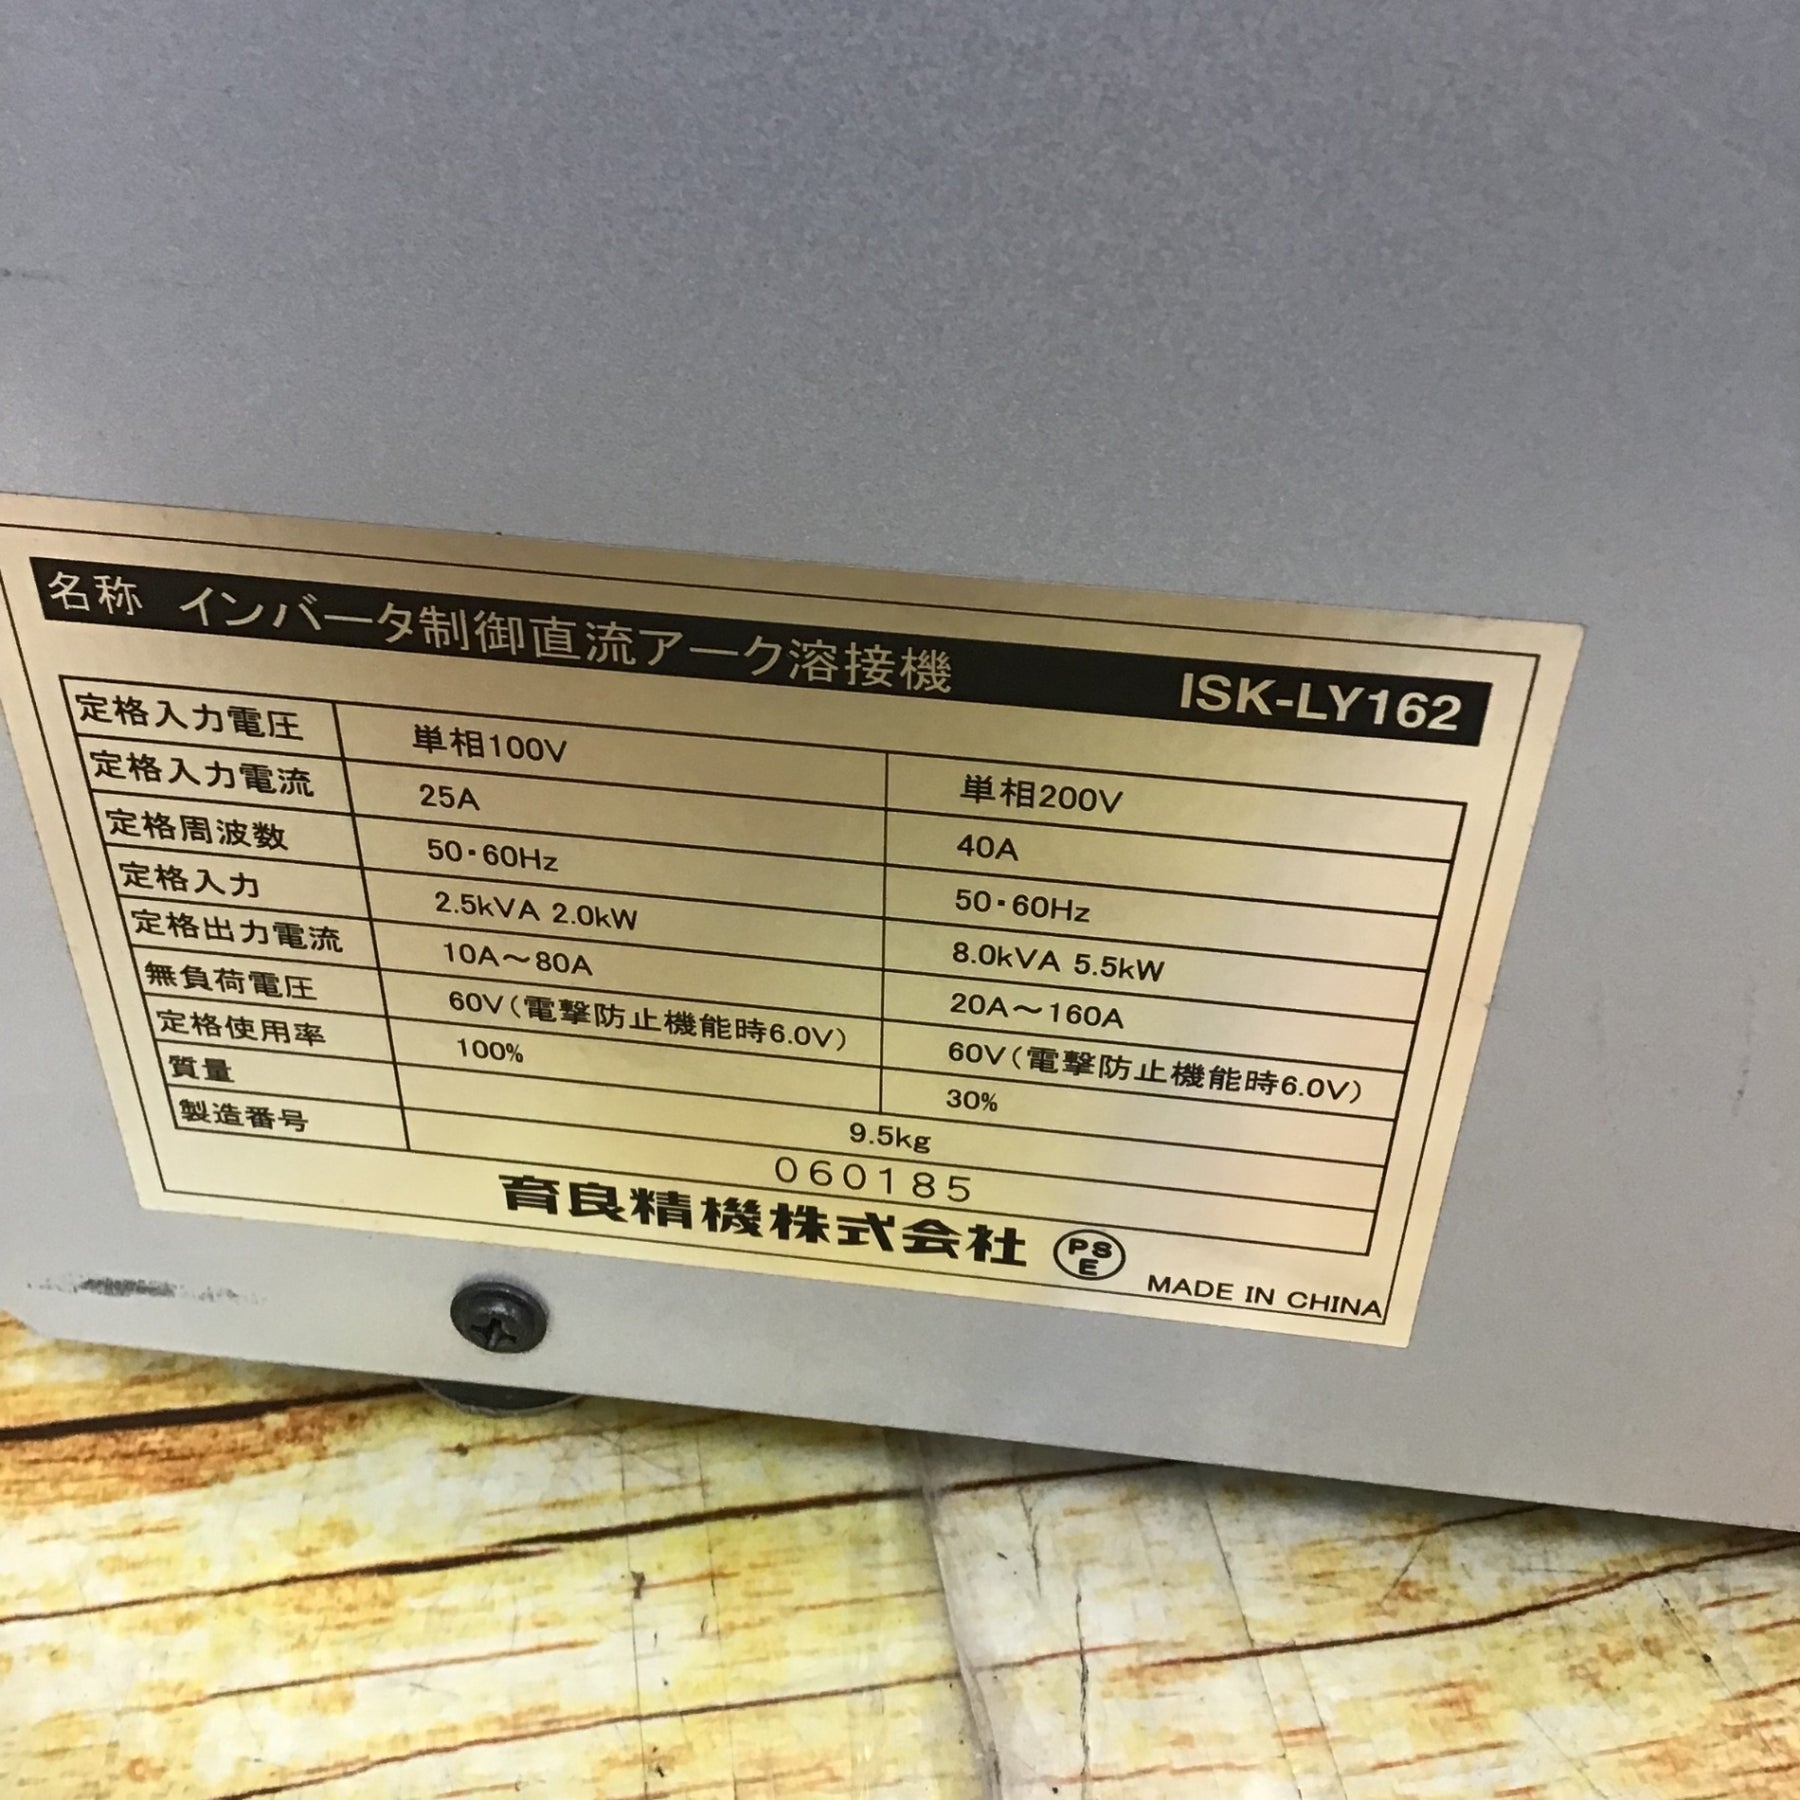 名称 インバータ制御直流アーク溶接機 ISK-LY162
定格入力電圧 単相100V 単相200V
定格入力電流 25A 40A
定格周波数 50・60Hz 50・60Hz
定格入力 2.5kVA 2.0kW 8.0kVA 5.5kW
定格出力電流 10A～80A 20A～160A
無負荷電圧 60V(電撃防止機能時6.0V) 60V(電撃防止機能時6.0V)
定格使用率 100% 30%
質量 9.5kg
製造番号 060185
育良精機株式会社 PSE
MADE IN CHINA